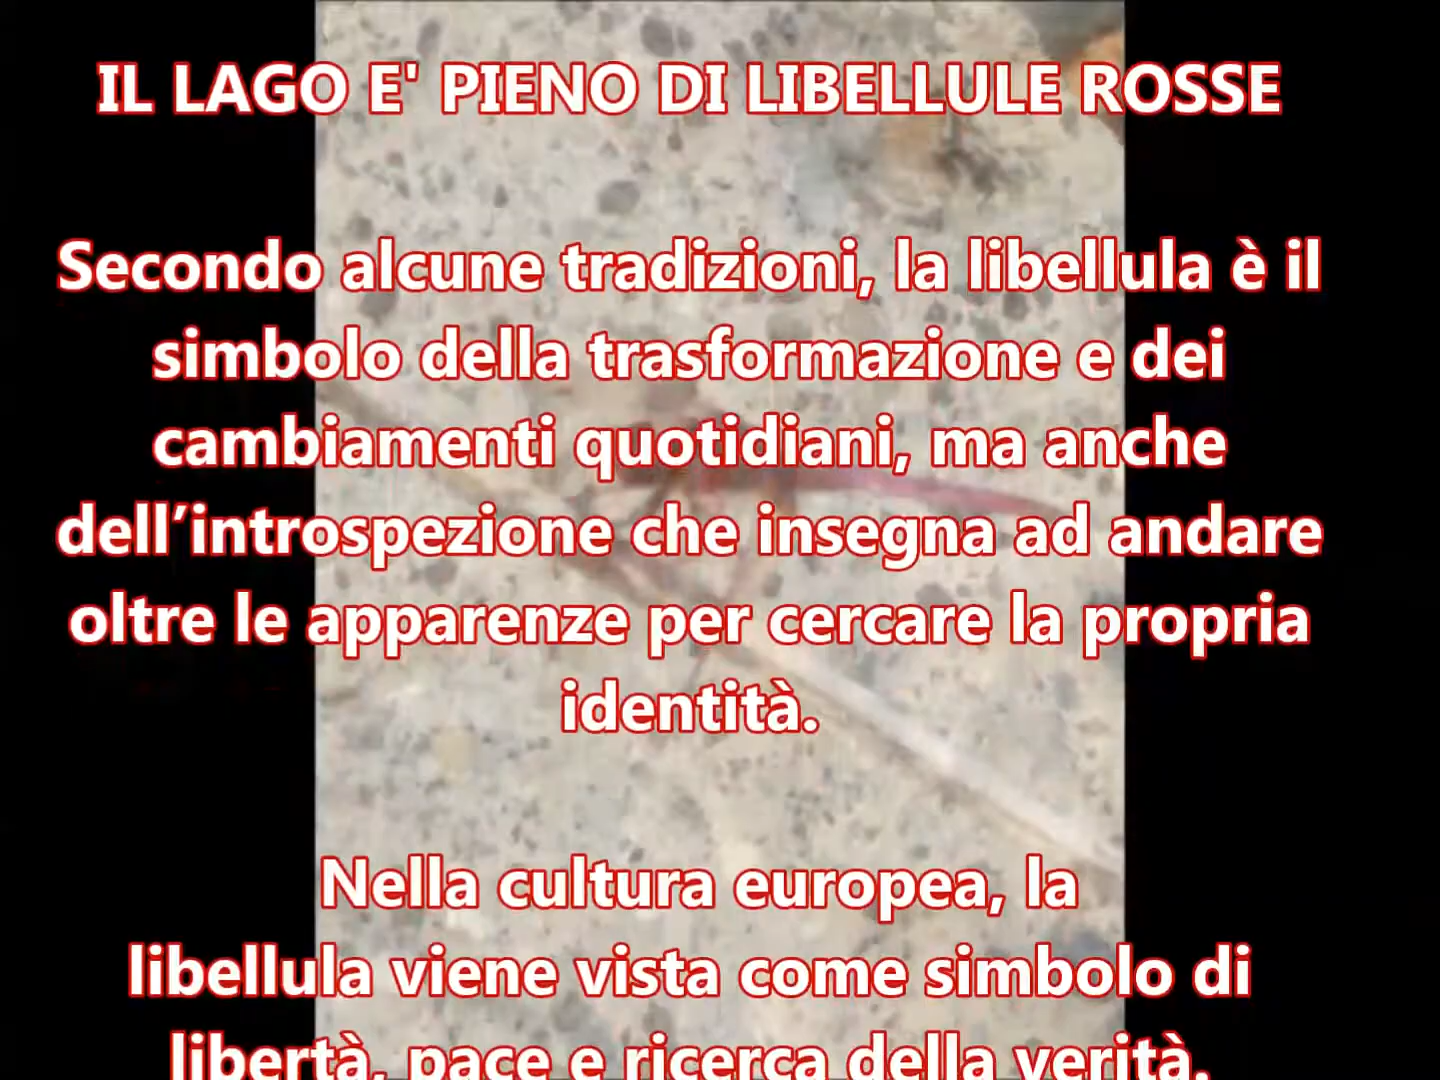 IL LAGO E' PIENO DI LIBELLULE ROSSE
Secondo alcune tradizioni, la libellula è il
simbolo della trasformazione e dei
cambiamenti quotidiani, ma anche
dell’introspezione che insegna ad andare
oltre le apparenze per cercare la propria
identità.
Nella cultura europea, la
libellula viene vista come simbolo di
libertà, pace e ricerca della verità.